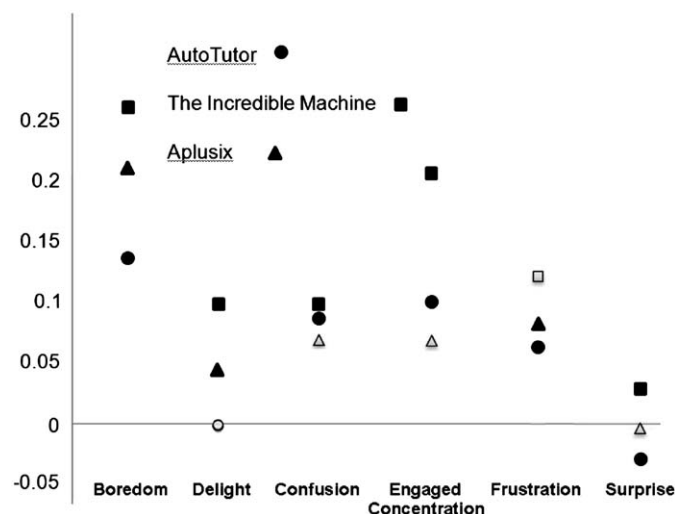 AutoTutor
The Incredible Machine
Aplusix
0.25
0.2
0.15
0.1
0.05
0
-0.05
Boredom Delight Confusion Engaged Concentration Frustration Surprise